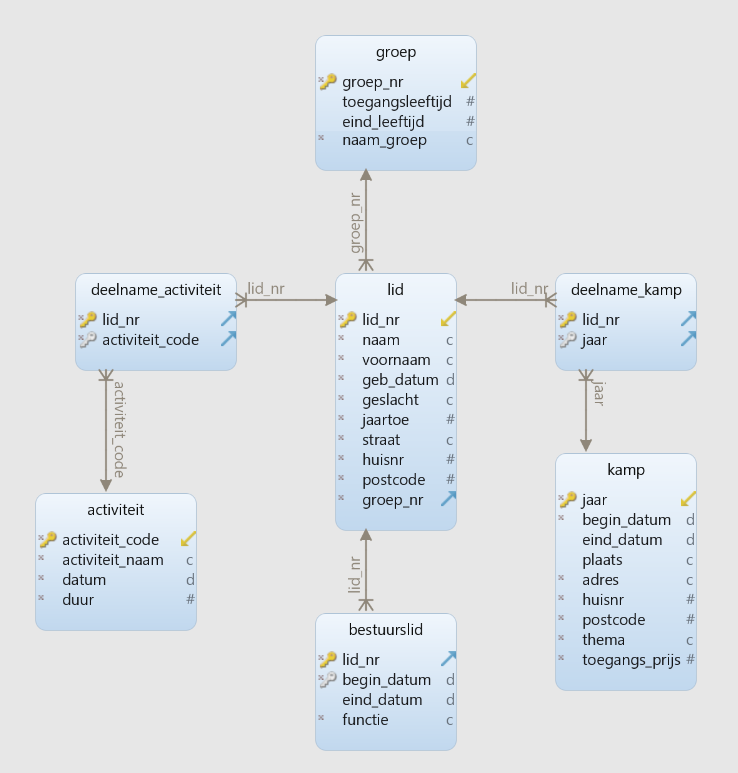 groep
groep_nr
toegangsleeftijd #
eind_leeftijd #
naam_groep c
groep_nr
deelname_activiteit
lid_nr
activiteit_code
lid_nr
lid
lid_nr
naam c
voornaam c
geb_datum d
geslacht c
jaartoe #
straat c
huisnr #
postcode #
groep_nr
lid_nr
deelname_kamp
lid_nr
jaar
activiteit_code
jaar
activiteit
activiteit_code
activiteit_naam c
datum d
duur #
kamp
jaar
begin_datum d
eind_datum d
plaats c
adres c
huisnr #
postcode #
thema c
toegangs_prijs #
lid_nr
bestuurslid
lid_nr
begin_datum d
eind_datum d
functie c